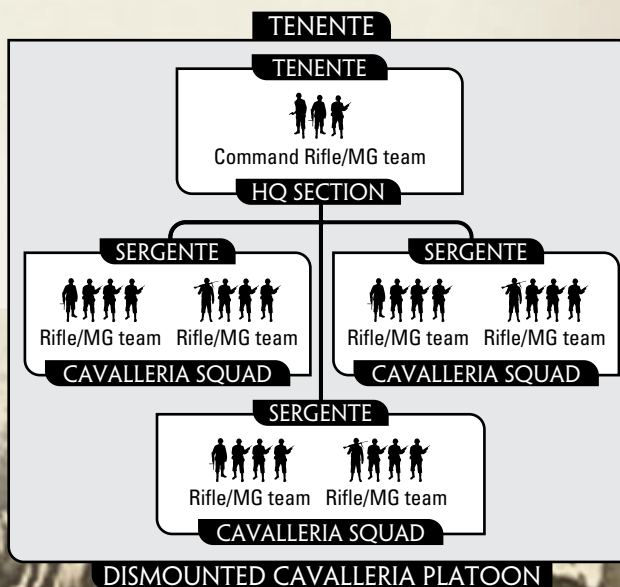 TENENTE
TENENTE
Command Rifle/MG team
HQ SECTION
SERGENTE
Rifle/MG team Rifle/MG team
CAVALLERIA SQUAD
SERGENTE
Rifle/MG team Rifle/MG team
CAVALLERIA SQUAD
SERGENTE
Rifle/MG team Rifle/MG team
CAVALLERIA SQUAD
DISMOUNTED CAVALLERIA PLATOON